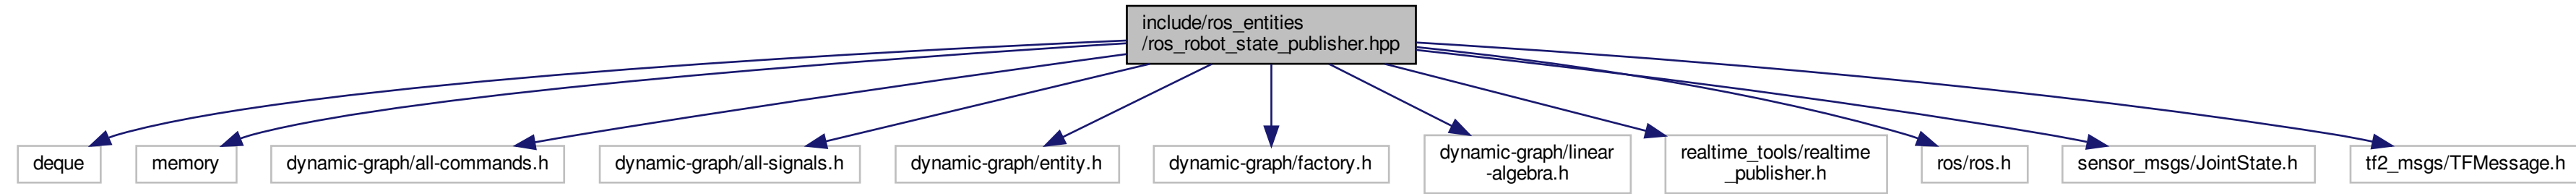 include/ros_entities
/ros_robot_state_publisher.hpp
deque
memory
dynamic-graph/all-commands.h
dynamic-graph/all-signals.h
dynamic-graph/entity.h
dynamic-graph/factory.h
dynamic-graph/linear
-algebra.h
realtime_tools/realtime
_publisher.h
ros/ros.h
sensor_msgs/JointState.h
tf2_msgs/TFMessage.h